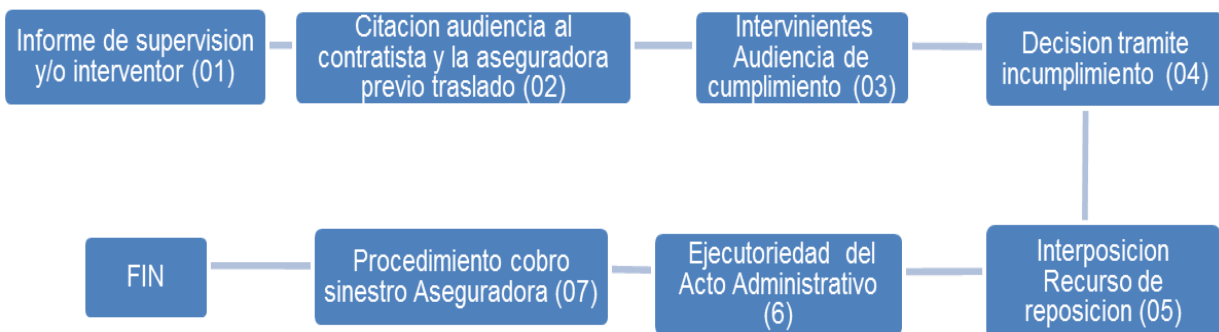 Informe de supervision
y/o interventor (01)
Citacion audiencia al
contratista y la aseguradora
previo traslado (02)
Intervinientes
Audiencia de
cumplimiento (03)
Decision tramite
incumplimiento (04)
Interposicion
Recurso de
reposicion (05)
Ejecutoriedad del
Acto Administrativo
(6)
Procedimiento cobro
sinestro Aseguradora (07)
FIN